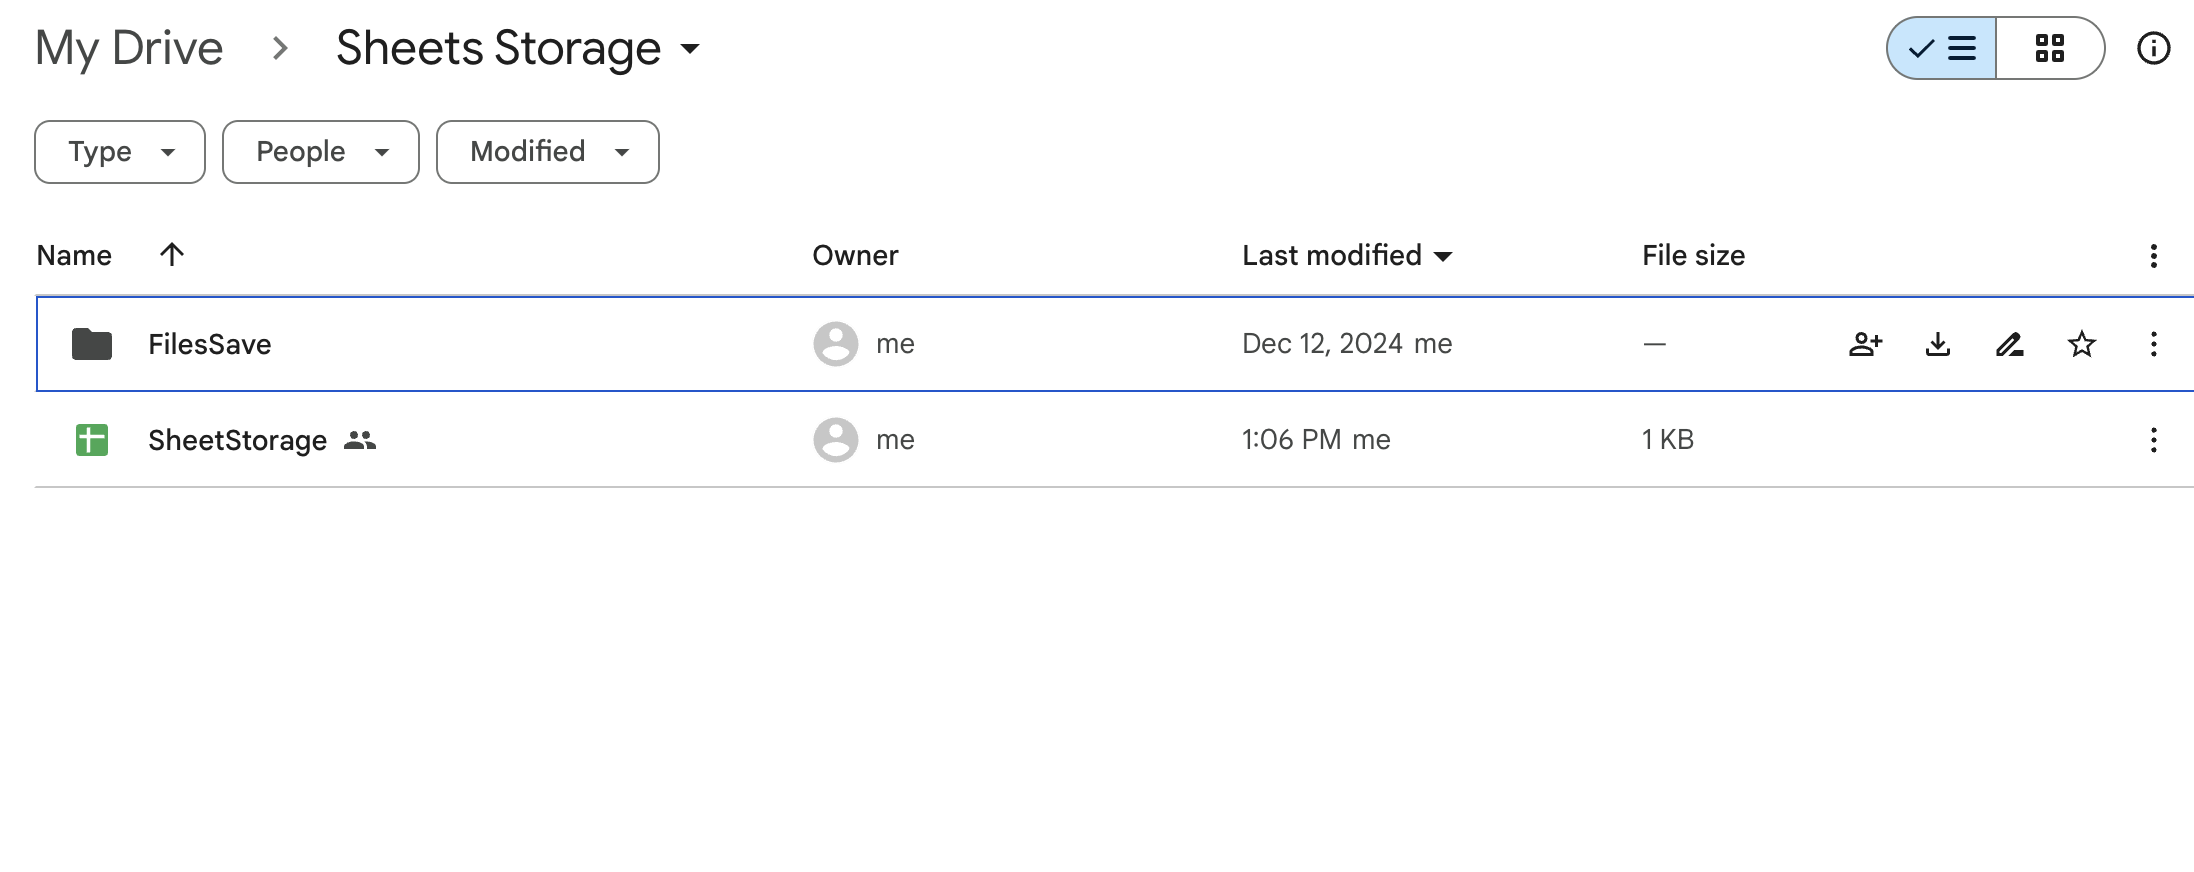 My Drive > Sheets Storage
Type People Modified
Name Owner Last modified File size
FilesSave me Dec 12, 2024 me —
SheetStorage me 1:06 PM me 1 KB